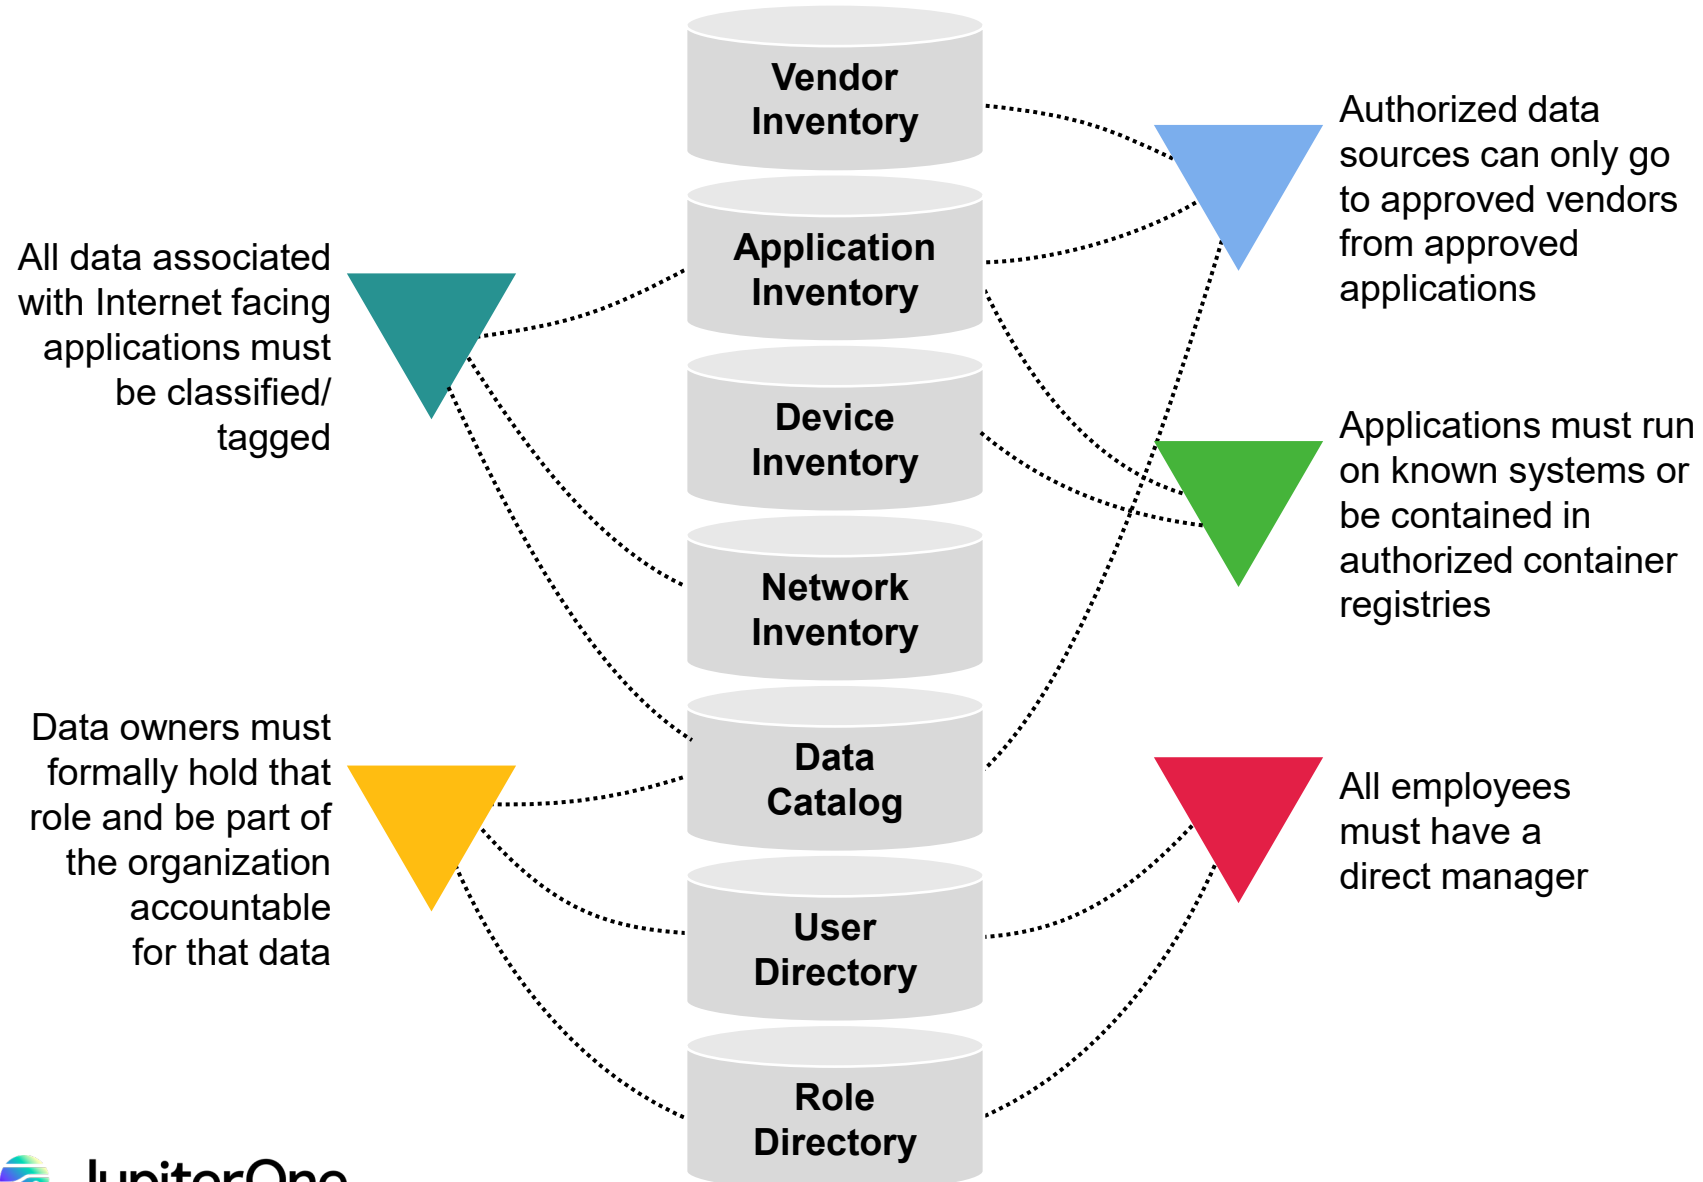 Vendor
Inventory
Application
Inventory
Device
Inventory
Network
Inventory
Data
Catalog
User
Directory
Role
Directory
All data associated
with Internet facing
applications must
be classified/
tagged
Data owners must
formally hold that
role and be part of
the organization
accountable
for that data
Authorized data
sources can only go
to approved vendors
from approved
applications
Applications must run
on known systems or
be contained in
authorized container
registries
All employees
must have a
direct manager
JupiterOne